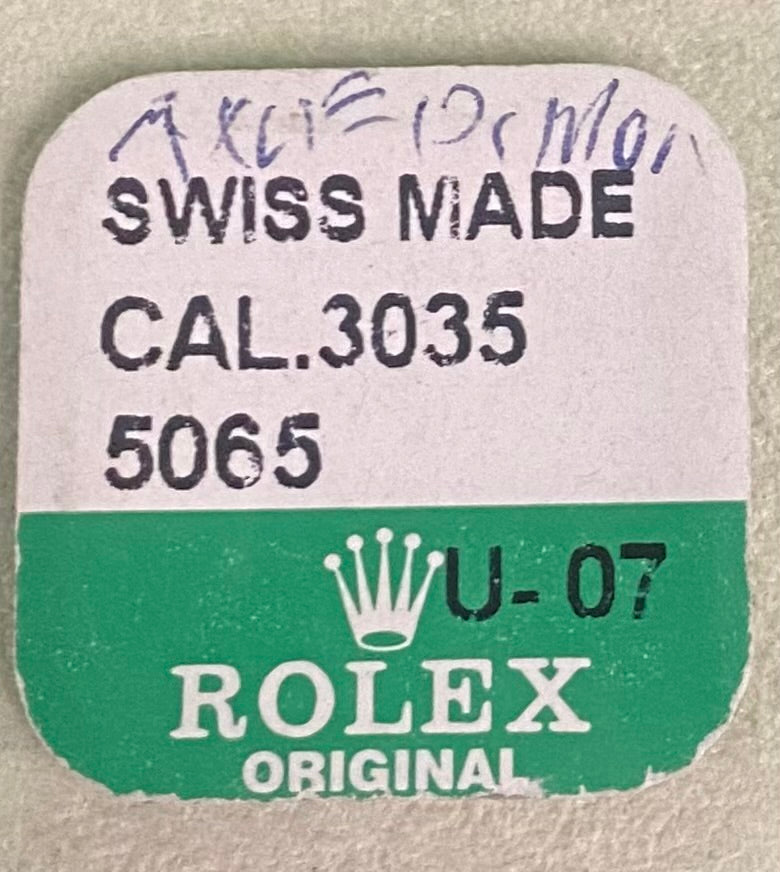 SWISS MADE
CAL.3035
5065
U-07
ROLEX
ORIGINAL